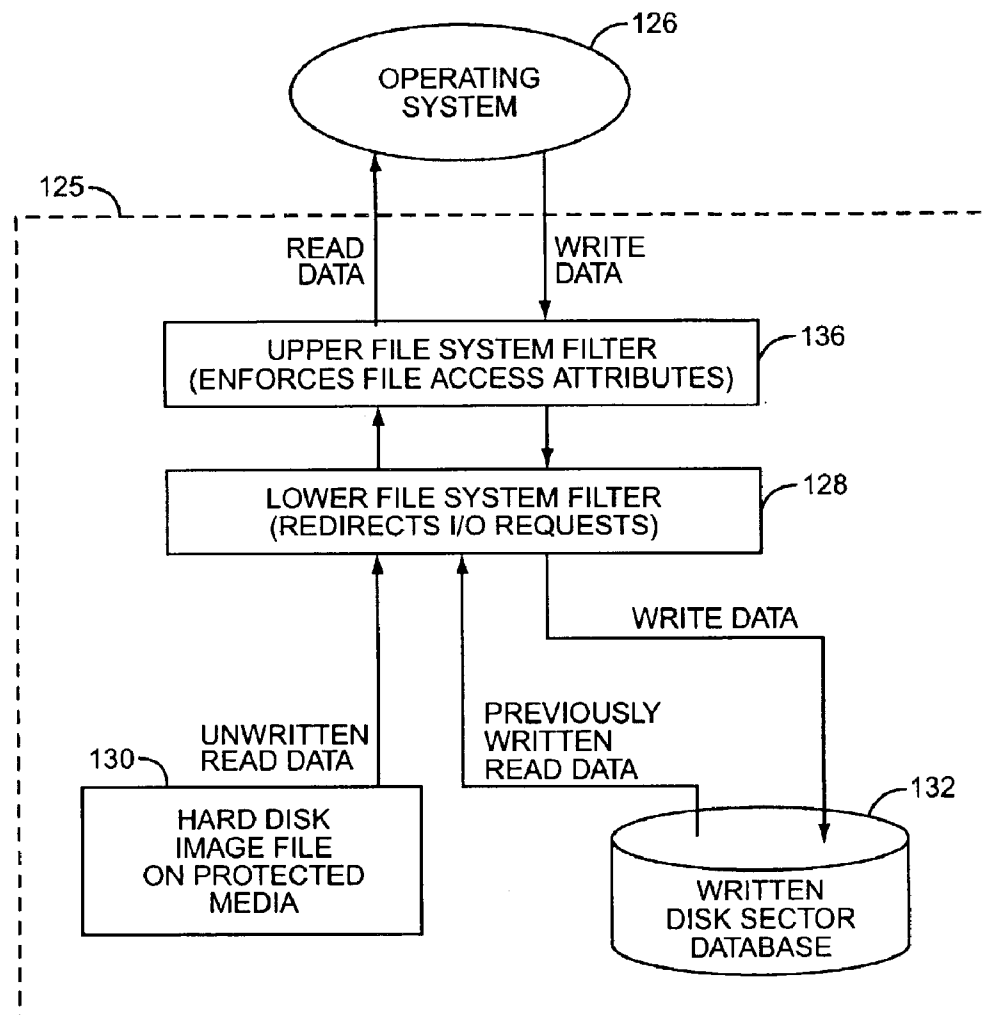 126
OPERATING
SYSTEM
125
READ
DATA
WRITE
DATA
136
UPPER FILE SYSTEM FILTER
(ENFORCES FILE ACCESS ATTRIBUTES)
128
LOWER FILE SYSTEM FILTER
(REDIRECTS I/O REQUESTS)
WRITE DATA
UNWRITTEN
READ DATA
PREVIOUSLY
WRITTEN
READ DATA
130
HARD DISK
IMAGE FILE
ON PROTECTED
MEDIA
132
WRITTEN
DISK SECTOR
DATABASE